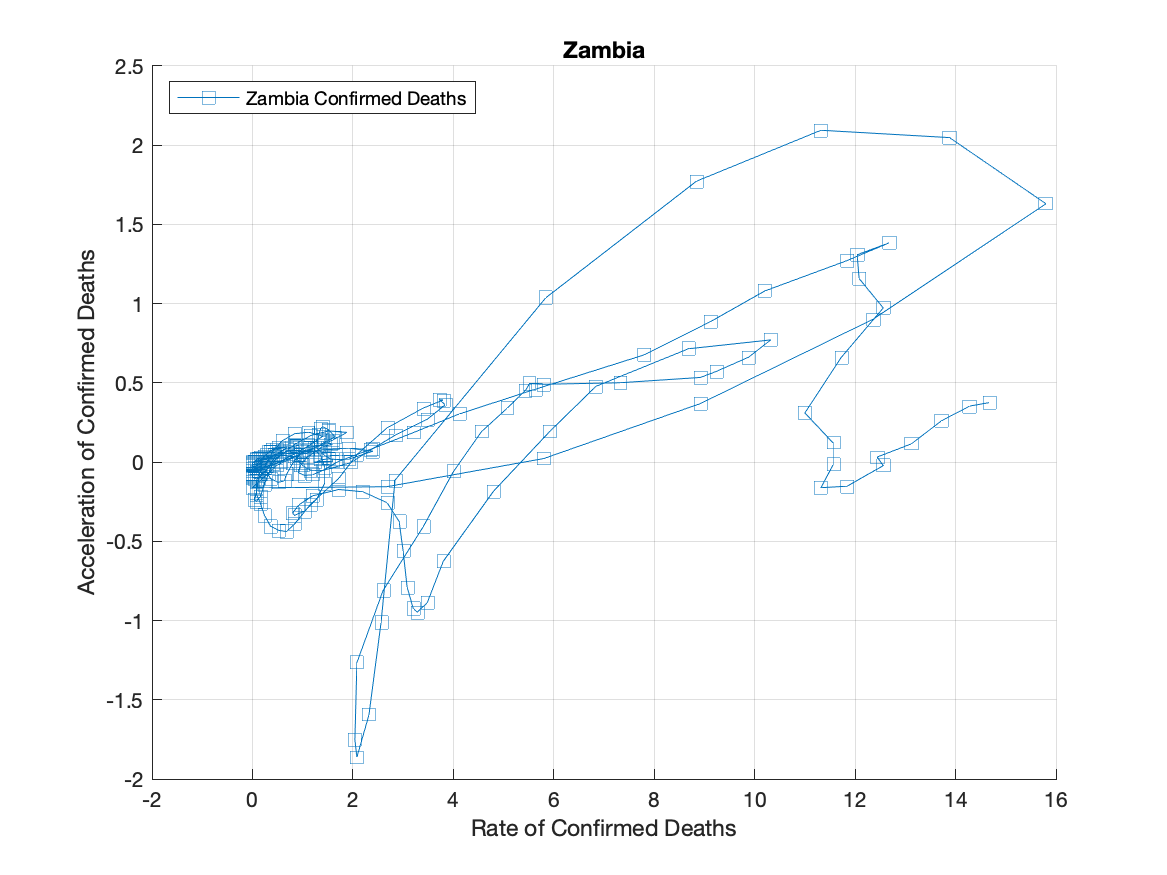 Zambia
Zambia Confirmed Deaths
Acceleration of Confirmed Deaths
2.5
2
1.5
1
0.5
0
-0.5
-1
-1.5
-2
-2 0 2 4 6 8 10 12 14 16
Rate of Confirmed Deaths